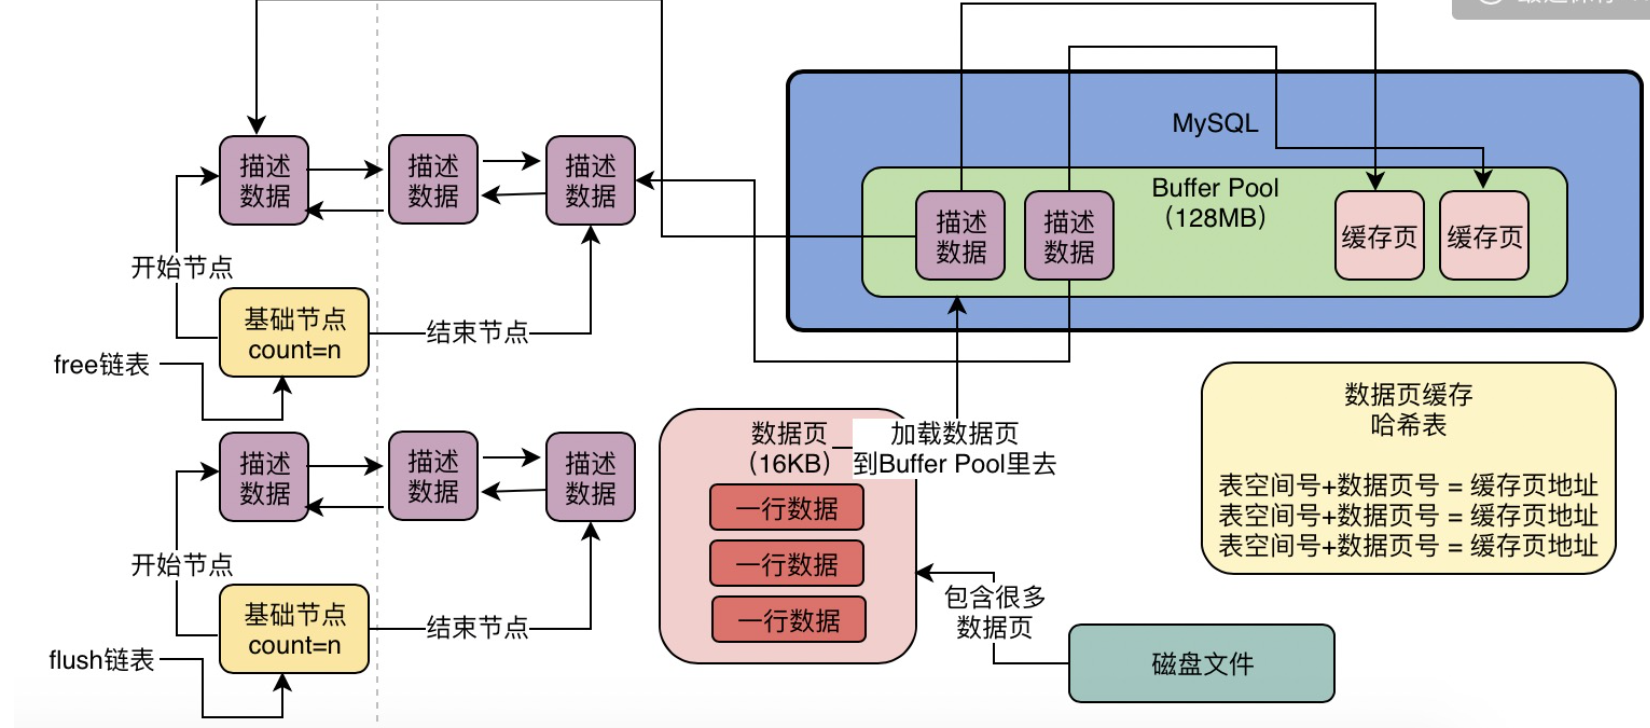 MySQL
Buffer Pool
（128MB）
描述
数据
描述
数据
缓存页
缓存页
描述
数据
描述
数据
描述
数据
开始节点
基础节点
count=n
结束节点
free链表
描述
数据
描述
数据
描述
数据
开始节点
基础节点
count=n
结束节点
flush链表
数据页
（16KB）
一行数据
一行数据
一行数据
加载数据页
到Buffer Pool里去
包含很多
数据页
磁盘文件
数据页缓存
哈希表
表空间号+数据页号 = 缓存页地址
表空间号+数据页号 = 缓存页地址
表空间号+数据页号 = 缓存页地址